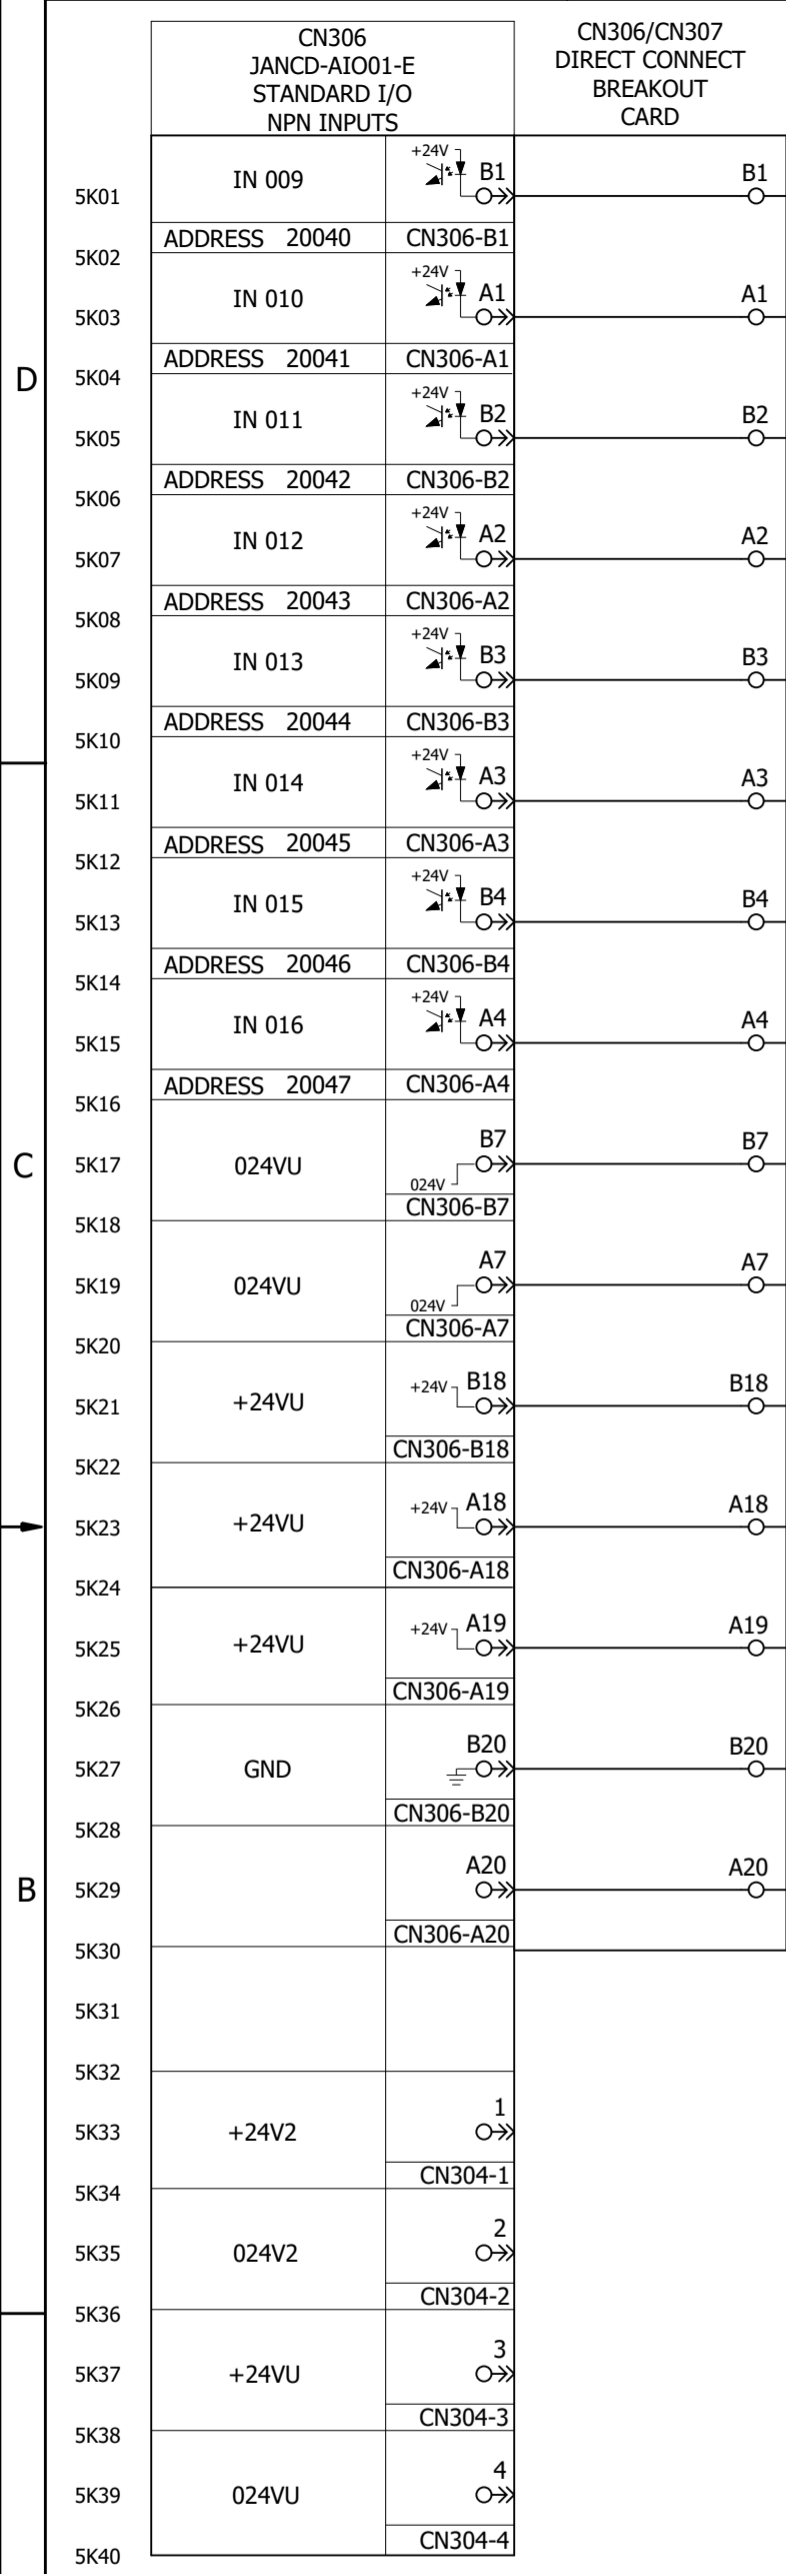 CN306
JANCD-AIO01-E
STANDARD I/O
NPN INPUTS
CN306/CN307
DIRECT CONNECT
BREAKOUT
CARD
5K01 IN 009 +24V B1 B1
ADDRESS 20040 CN306-B1
5K02
5K03 IN 010 +24V A1 A1
ADDRESS 20041 CN306-A1
D 5K04
5K05 IN 011 +24V B2 B2
ADDRESS 20042 CN306-B2
5K06
5K07 IN 012 +24V A2 A2
ADDRESS 20043 CN306-A2
5K08
5K09 IN 013 +24V B3 B3
ADDRESS 20044 CN306-B3
5K10
5K11 IN 014 +24V A3 A3
ADDRESS 20045 CN306-A3
5K12
5K13 IN 015 +24V B4 B4
ADDRESS 20046 CN306-B4
5K14
5K15 IN 016 +24V A4 A4
ADDRESS 20047 CN306-A4
5K16
C 5K17 024VU 024V B7 B7
CN306-B7
5K18
5K19 024VU 024V A7 A7
CN306-A7
5K20
5K21 +24VU +24V B18 B18
CN306-B18
5K22
5K23 +24VU +24V A18 A18
CN306-A18
5K24
5K25 +24VU +24V A19 A19
CN306-A19
5K26
5K27 GND B20 B20
CN306-B20
5K28
B 5K29 A20 A20
CN306-A20
5K30
5K31
5K32
5K33 +24V2 1
CN304-1
5K34
5K35 024V2 2
CN304-2
5K36
5K37 +24VU 3
CN304-3
5K38
5K39 024VU 4
CN304-4
5K40